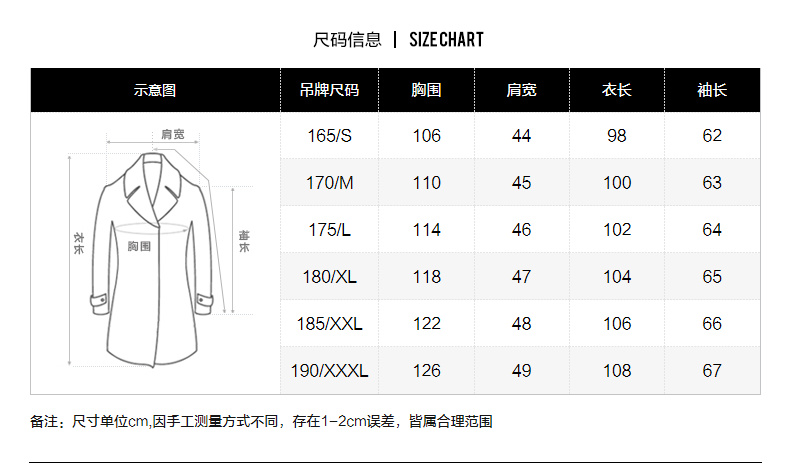 尺码信息 | SIZE CHART
示意图 吊牌尺码 胸围 肩宽 衣长 袖长
165/S 106 44 98 62
170/M 110 45 100 63
175/L 114 46 102 64
180/XL 118 47 104 65
185/XXL 122 48 106 66
190/XXXL 126 49 108 67
肩宽
衣长
胸围
袖长
备注：尺寸单位cm,因手工测量方式不同，存在1-2cm误差，皆属合理范围